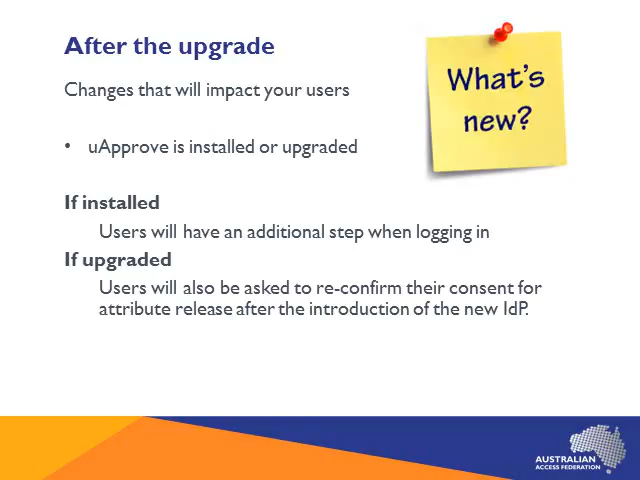 After the upgrade
What's
new?
Changes that will impact your users
• uApprove is installed or upgraded
If installed
Users will have an additional step when logging in
If upgraded
Users will also be asked to re-confirm their consent for
attribute release after the introduction of the new IdP.
AUSTRALIAN
ACCESS FEDERATION